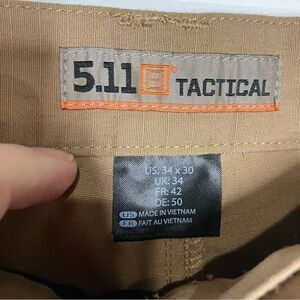 5.11 TACTICAL
US: 34 x 30
UK: 34
FR: 42
DE: 50
US MADE IN VIETNAM
FR FAIT AU VIETNAM